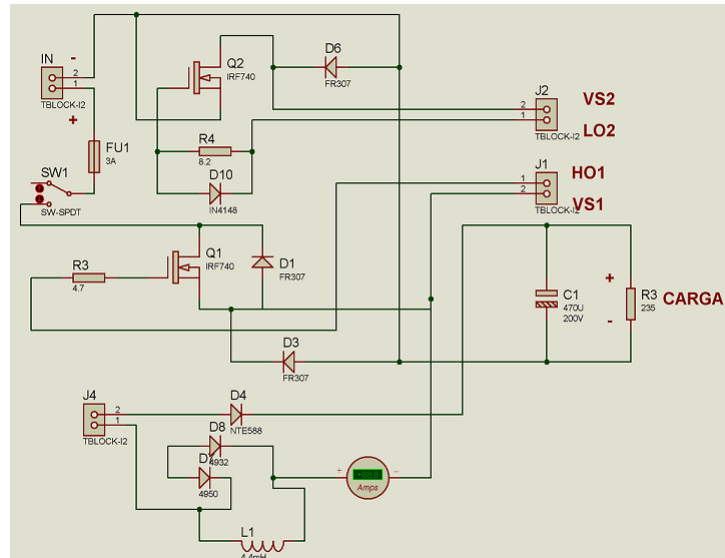 IN
-
2
1
TBLOCK-I2
+
FU1
3A
SW1
SW-SPDT
Q2
IRF740
D6
FR307
R4
8.2
D10
IN4148
J2
2
1
TBLOCK-I2
VS2
LO2
J1
1
2
TBLOCK-I2
HO1
VS1
Q1
IRF740
D1
FR307
R3
4.7
D3
FR307
C1
470U
200V
+
-
R3
235
CARGA
J4
2
1
TBLOCK-I2
D4
NTE588
D8
4932
4950
+
-
Amps
L1
4.4mH